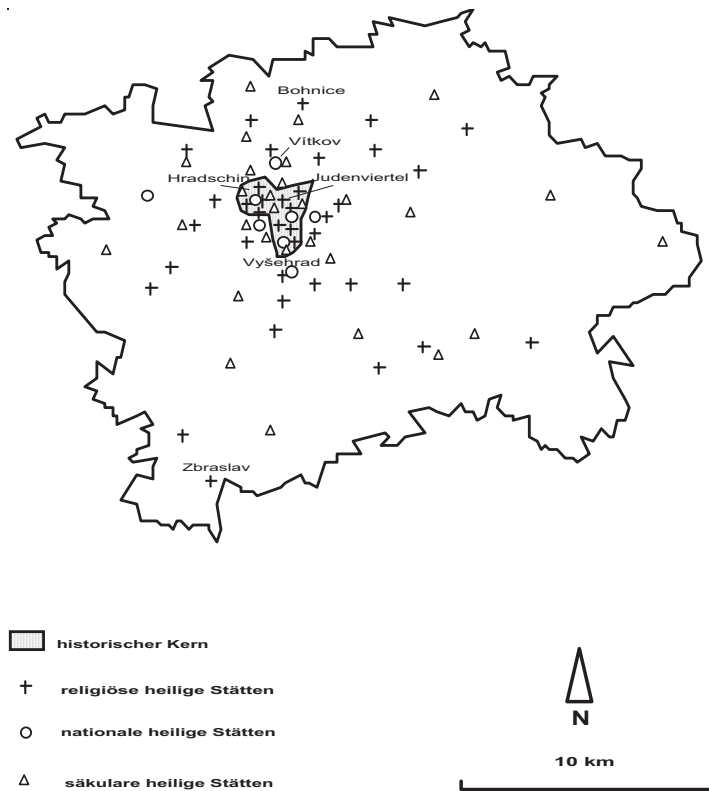 Bohnice
Vítkov
Hradschin
Judenviertel
Vyšehrad
Zbraslav
historischer Kern
religiöse heilige Stätten
nationale heilige Stätten
säkulare heilige Stätten
N
10 km